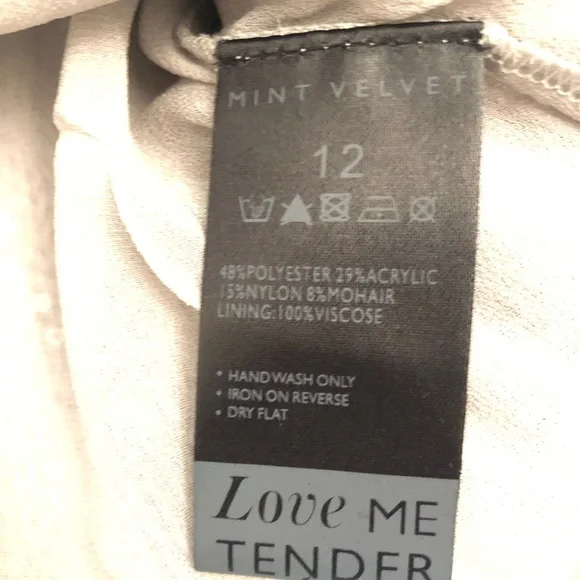 MINT VELVET
12
48%POLYESTER 29%ACRYLIC
15%NYLON 8%MOHAIR
LINING:100%VISCOSE
• HAND WASH ONLY
• IRON ON REVERSE
• DRY FLAT
Love ME
TENDER